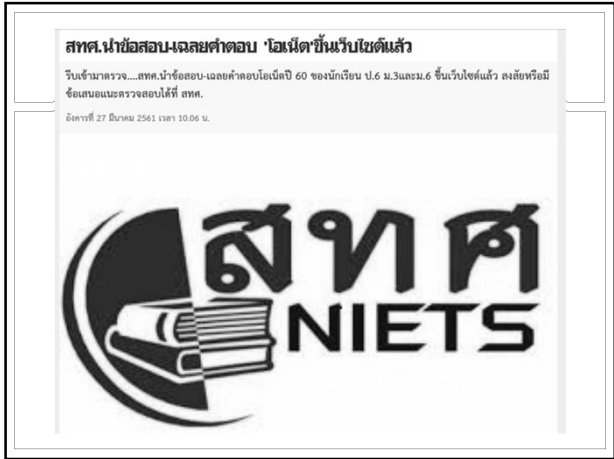 สทศ.นำข้อสอบ-เฉลยคำตอบ 'โอเน็ต'ขึ้นเว็บไซต์แล้ว
รีบเข้ามาตรวจ....สทศ.นำข้อสอบ-เฉลยคำตอบโอเน็ตปี 60 ของนักเรียน ป.6 ม.3และม.6 ขึ้นเว็บไซต์แล้ว สงสัยหรือมี
ข้อเสนอแนะตรวจสอบได้ที่ สทศ.
อังคารที่ 27 มีนาคม 2561 เวลา 10.06 น.
สทศ
NIETS